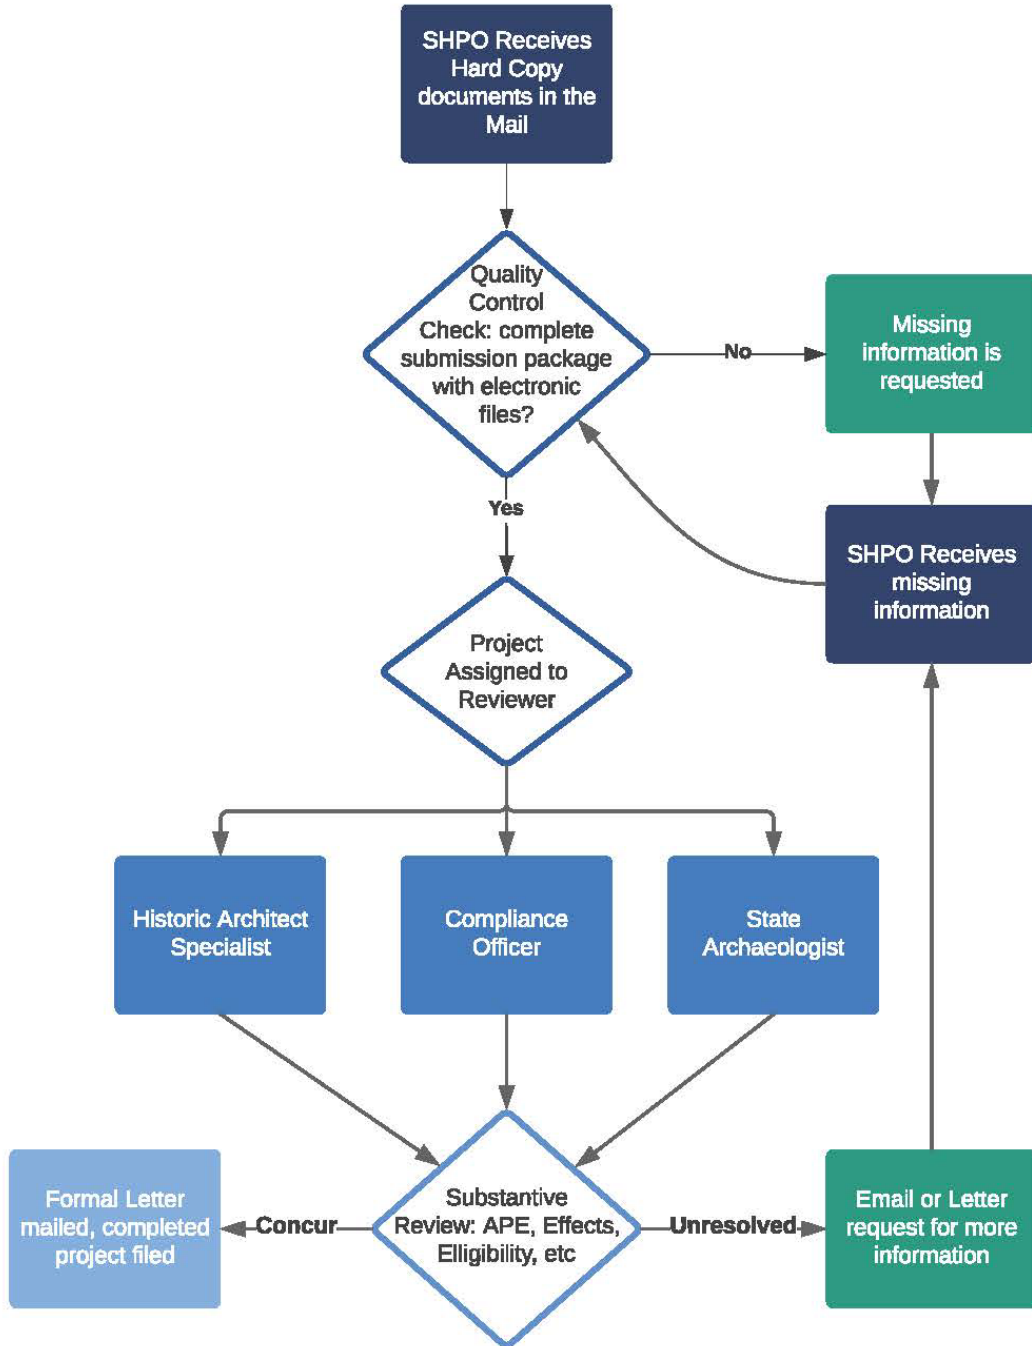 SHPO Receives
Hard Copy
documents in the
Mail
Quality
Control
Check: complete
submission package
with electronic
files?
No
Missing
information is
requested
Yes
SHPO Receives
missing
information
Project
Assigned to
Reviewer
Historic Architect
Specialist
Compliance
Officer
State
Archaeologist
Formal Letter
mailed, completed
project filed
Concur
Substantive
Review: APE, Effects,
Elligibility, etc
Unresolved
Email or Letter
request for more
information